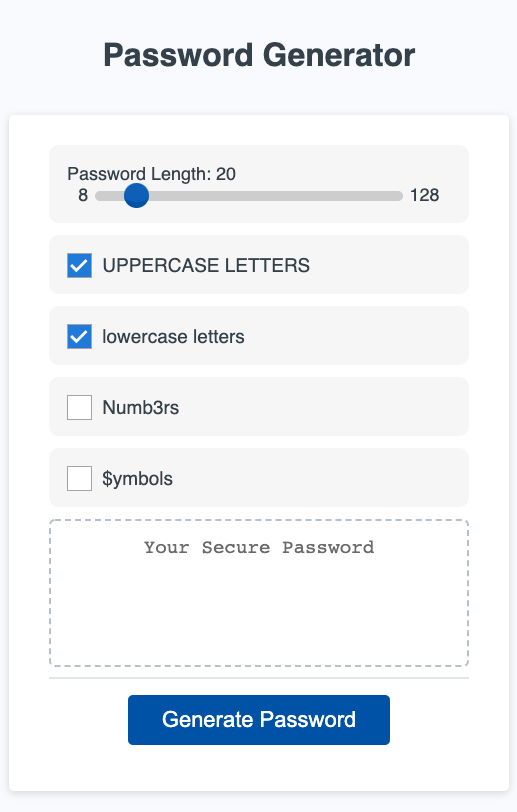 Password Generator
Password Length: 20
8 128
UPPERCASE LETTERS
lowercase letters
Numb3rs
$ymbols
Your Secure Password
Generate Password